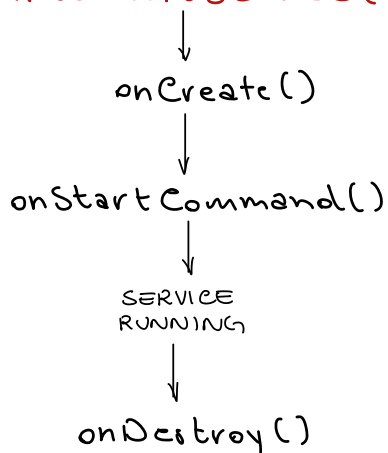 onCreate()
onStartCommand()
SERVICE
RUNNING
onDestroy()